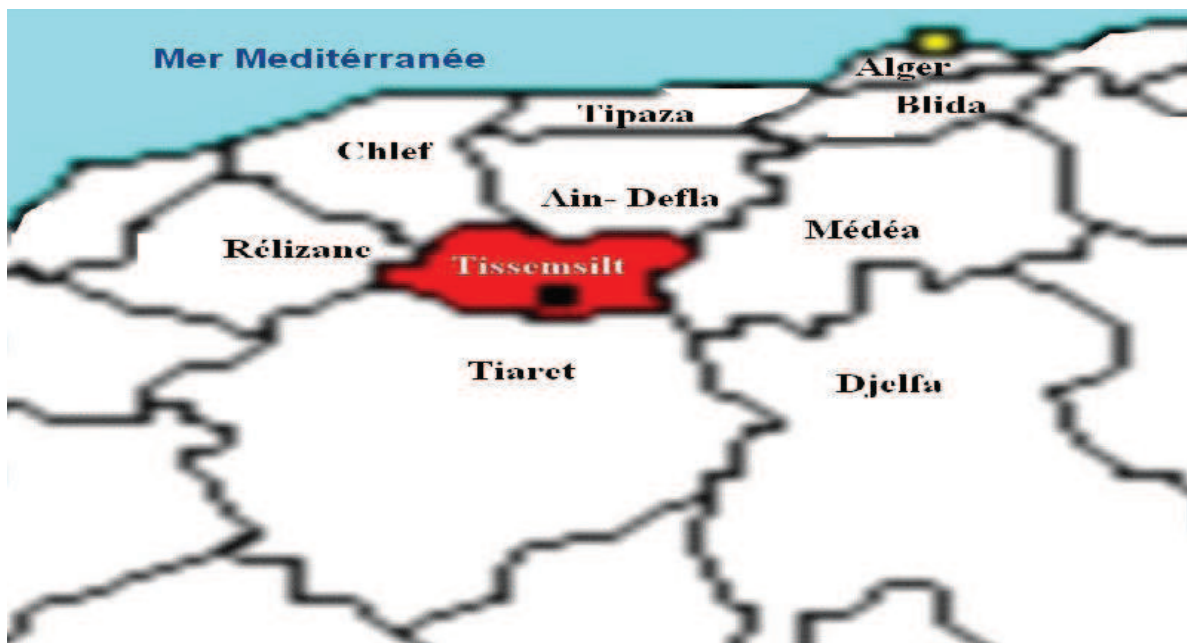 Mer Meditérranée
Alger
Blida
Tipaza
Chlef
Ain- Defla
Médéa
Rélizane
Tissemsilt
Tiaret
Djelfa